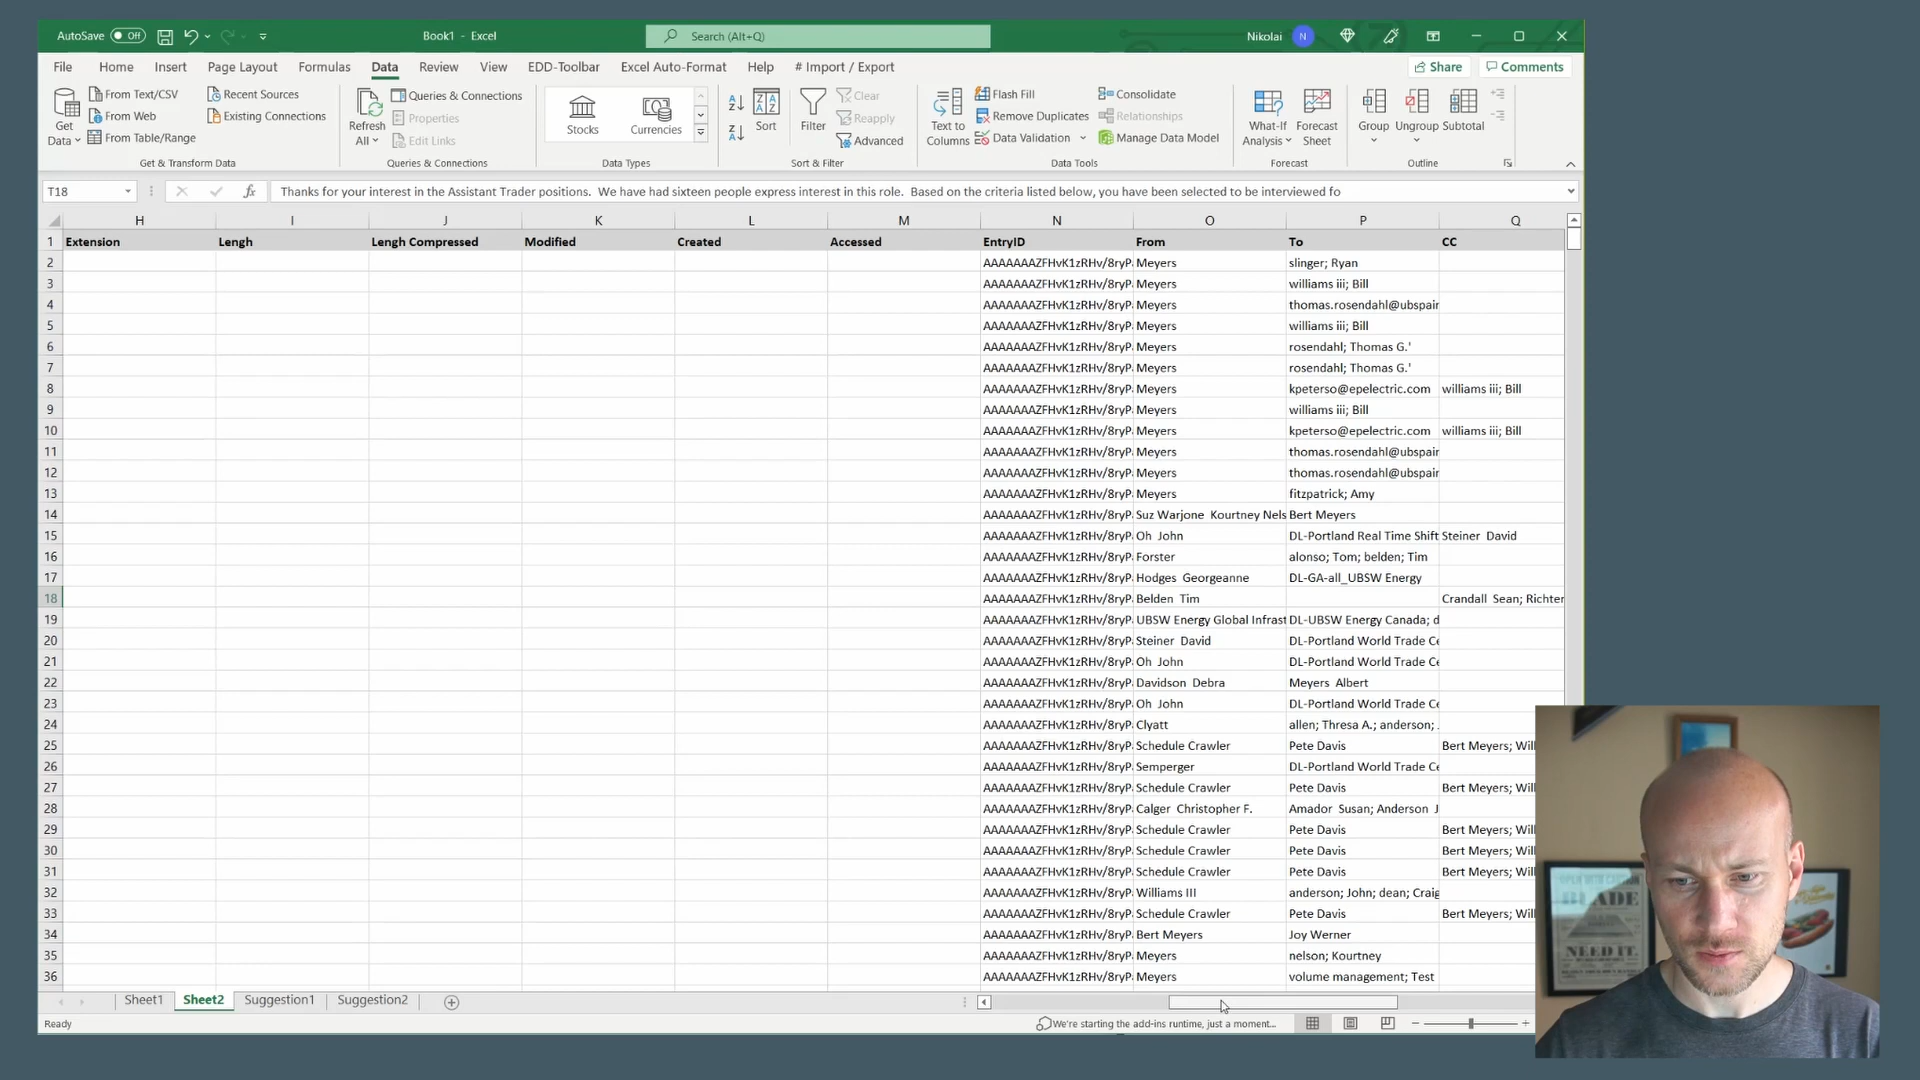 AutoSave Off Book1 - Excel Search (Alt+Q) Nikolai N
File Home Insert Page Layout Formulas Data Review View EDD-Toolbar Excel Auto-Format Help # Import / Export Share Comments
Get Data
From Text/CSV
From Web
From Table/Range
Recent Sources
Existing Connections
Get & Transform Data
Refresh All
Queries & Connections
Properties
Edit Links
Queries & Connections
Stocks
Currencies
Data Types
Sort
Filter
Clear
Reapply
Advanced
Sort & Filter
Text to Columns
Flash Fill
Remove Duplicates
Data Validation
Consolidate
Relationships
Manage Data Model
Data Tools
What-If Analysis
Forecast Sheet
Forecast
Group
Ungroup
Subtotal
Outline
T18 fx Thanks for your interest in the Assistant Trader positions. We have had sixteen people express interest in this role. Based on the criteria listed below, you have been selected to be interviewed fo
H I J K L M N O P Q
1 Extension Lengh Lengh Compressed Modified Created Accessed EntryID From To CC
2 AAAAAAAZFHvK1zRHv/8ryP Meyers slinger; Ryan
3 AAAAAAAZFHvK1zRHv/8ryP Meyers williams iii; Bill
4 AAAAAAAZFHvK1zRHv/8ryP Meyers thomas.rosendahl@ubspain
5 AAAAAAAZFHvK1zRHv/8ryP Meyers williams iii; Bill
6 AAAAAAAZFHvK1zRHv/8ryP Meyers rosendahl; Thomas G.'
7 AAAAAAAZFHvK1zRHv/8ryP Meyers rosendahl; Thomas G.'
8 AAAAAAAZFHvK1zRHv/8ryP Meyers kpeterso@epelectric.com williams iii; Bill
9 AAAAAAAZFHvK1zRHv/8ryP Meyers williams iii; Bill
10 AAAAAAAZFHvK1zRHv/8ryP Meyers kpeterso@epelectric.com williams iii; Bill
11 AAAAAAAZFHvK1zRHv/8ryP Meyers thomas.rosendahl@ubspain
12 AAAAAAAZFHvK1zRHv/8ryP Meyers thomas.rosendahl@ubspain
13 AAAAAAAZFHvK1zRHv/8ryP Meyers fitzpatrick; Amy
14 AAAAAAAZFHvK1zRHv/8ryP Suz Warjone Kourtney Nels Bert Meyers
15 AAAAAAAZFHvK1zRHv/8ryP Oh John DL-Portland Real Time Shift Steiner David
16 AAAAAAAZFHvK1zRHv/8ryP Forster alonso; Tom; belden; Tim
17 AAAAAAAZFHvK1zRHv/8ryP Hodges Georgeanne DL-GA-all_UBSW Energy
18 AAAAAAAZFHvK1zRHv/8ryP Belden Tim Crandall Sean; Richter
19 AAAAAAAZFHvK1zRHv/8ryP UBSW Energy Global Infrast DL-UBSW Energy Canada; d
20 AAAAAAAZFHvK1zRHv/8ryP Steiner David DL-Portland World Trade Ce
21 AAAAAAAZFHvK1zRHv/8ryP Oh John DL-Portland World Trade Ce
22 AAAAAAAZFHvK1zRHv/8ryP Davidson Debra Meyers Albert
23 AAAAAAAZFHvK1zRHv/8ryP Oh John DL-Portland World Trade Ce
24 AAAAAAAZFHvK1zRHv/8ryP Clyatt allen; Thresa A.; anderson;
25 AAAAAAAZFHvK1zRHv/8ryP Schedule Crawler Pete Davis Bert Meyers; Wil
26 AAAAAAAZFHvK1zRHv/8ryP Semperger DL-Portland World Trade Ce
27 AAAAAAAZFHvK1zRHv/8ryP Schedule Crawler Pete Davis Bert Meyers; Wil
28 AAAAAAAZFHvK1zRHv/8ryP Calger Christopher F. Amador Susan; Anderson J
29 AAAAAAAZFHvK1zRHv/8ryP Schedule Crawler Pete Davis Bert Meyers; Wil
30 AAAAAAAZFHvK1zRHv/8ryP Schedule Crawler Pete Davis Bert Meyers; Wil
31 AAAAAAAZFHvK1zRHv/8ryP Schedule Crawler Pete Davis Bert Meyers; Wil
32 AAAAAAAZFHvK1zRHv/8ryP Williams III anderson; John; dean; Craig
33 AAAAAAAZFHvK1zRHv/8ryP Schedule Crawler Pete Davis Bert Meyers; Wil
34 AAAAAAAZFHvK1zRHv/8ryP Bert Meyers Joy Werner
35 AAAAAAAZFHvK1zRHv/8ryP Meyers nelson; Kourtney
36 AAAAAAAZFHvK1zRHv/8ryP Meyers volume management; Test
Sheet1 Sheet2 Suggestion1 Suggestion2
Ready We're starting the add-ins runtime, just a moment...
BLADE
NEED IT.